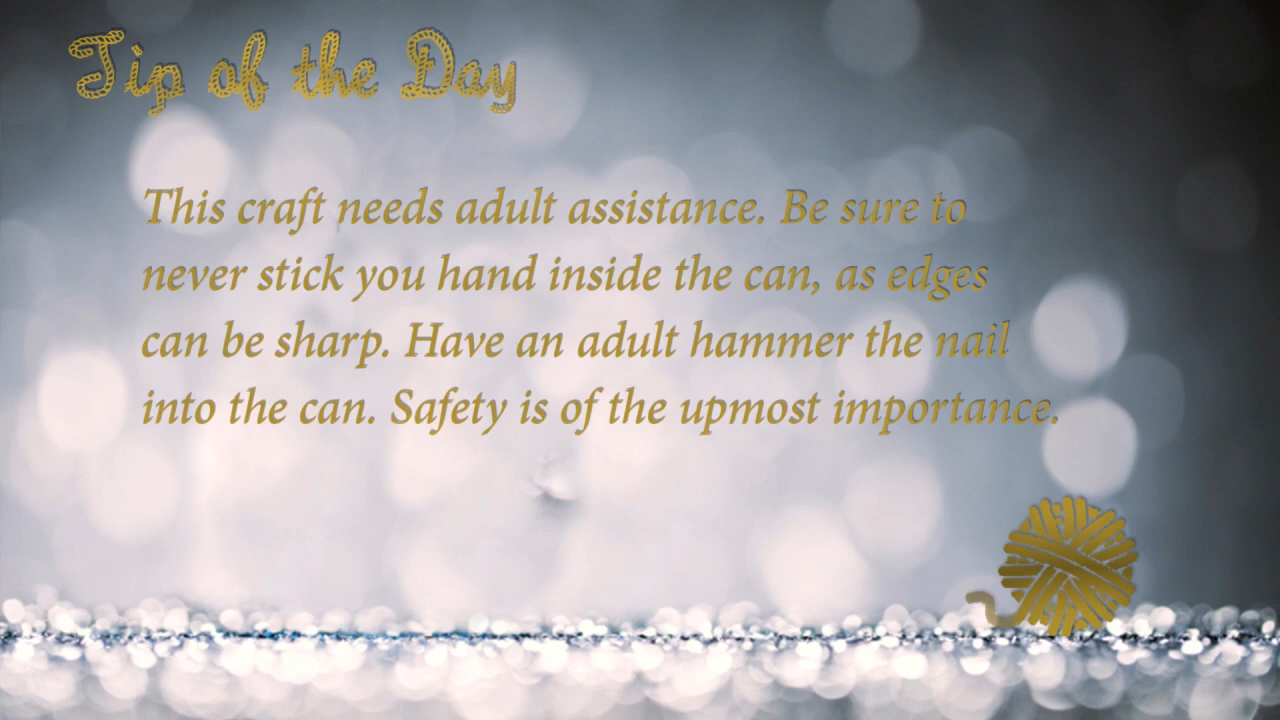 Tip of the Day
This craft needs adult assistance. Be sure to
never stick you hand inside the can, as edges
can be sharp. Have an adult hammer the nail
into the can. Safety is of the upmost importance.